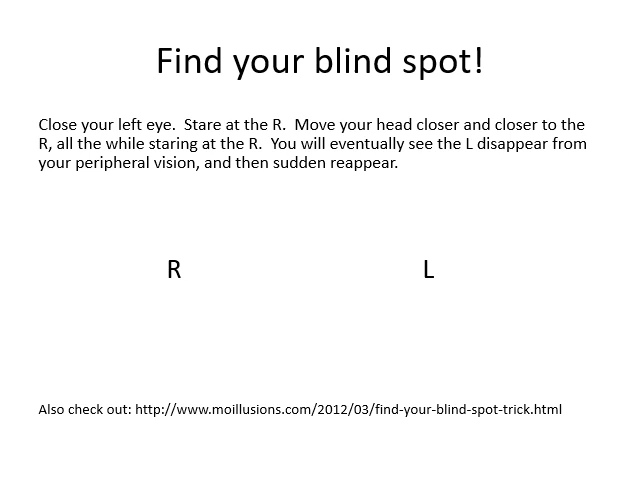 Find your blind spot!
Close your left eye.  Stare at the R.  Move your head closer and closer to the
R, all the while staring at the R.  You will eventually see the L disappear from
your peripheral vision, and then sudden reappear.
R L
Also check out: http://www.moillusions.com/2012/03/find-your-blind-spot-trick.html